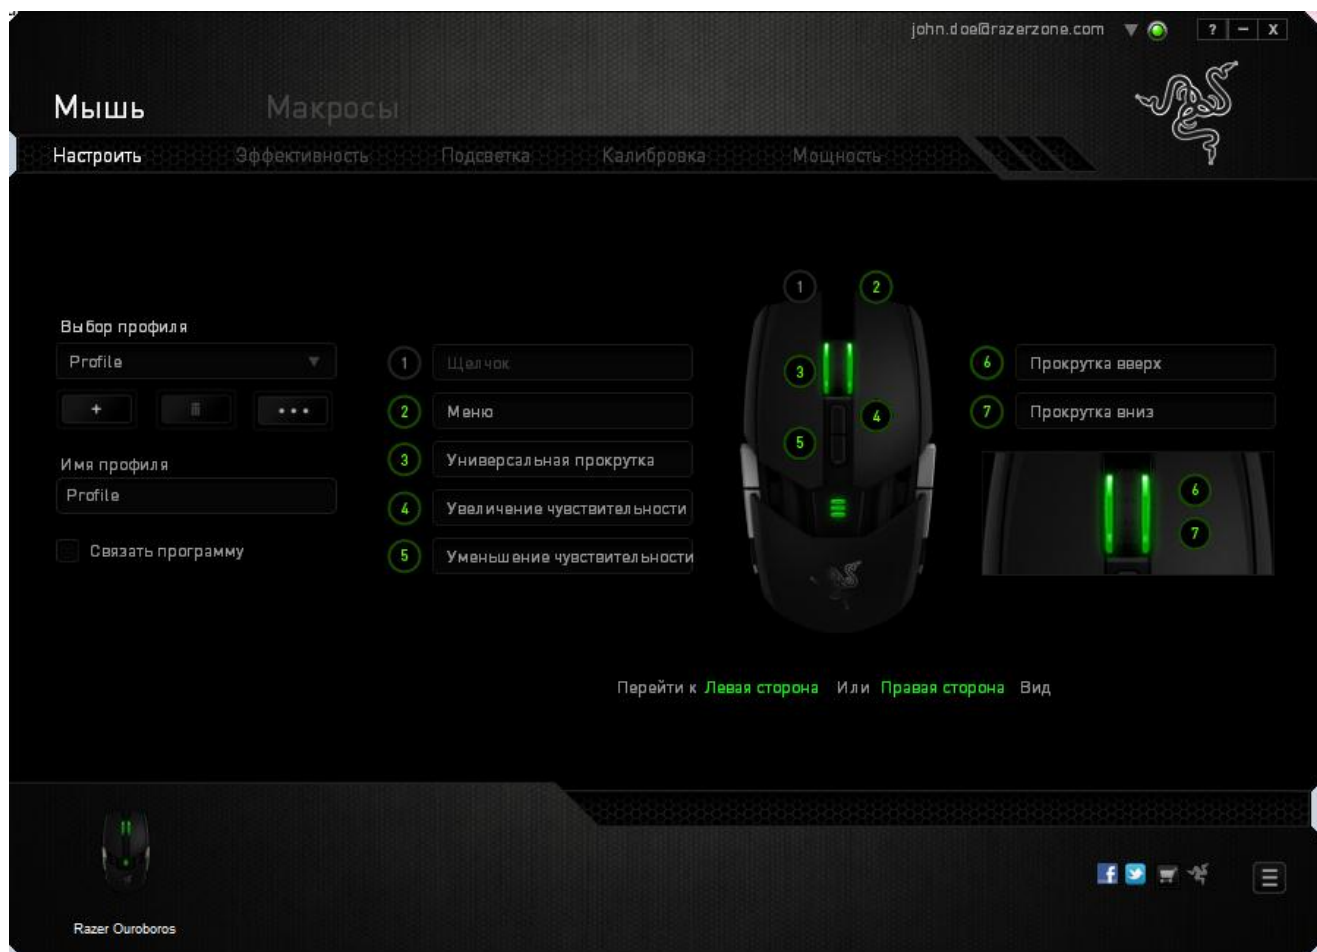 john.doe@razerzone.com
? – X
Мышь Макросы
Настроить Эффективность Подсветка Калибровка Мощность
1 2
Выбор профиля
Profile
1 Щелчок
3
6 Прокрутка вверх
+ •••
2 Меню
4
7 Прокрутка вниз
5
Имя профиля
3 Универсальная прокрутка
Profile
6
4 Увеличение чувствительности
7
Связать программу
5 Уменьшение чувствительности
Перейти к Левая сторона Или Правая сторона Вид
f
Razer Ouroboros